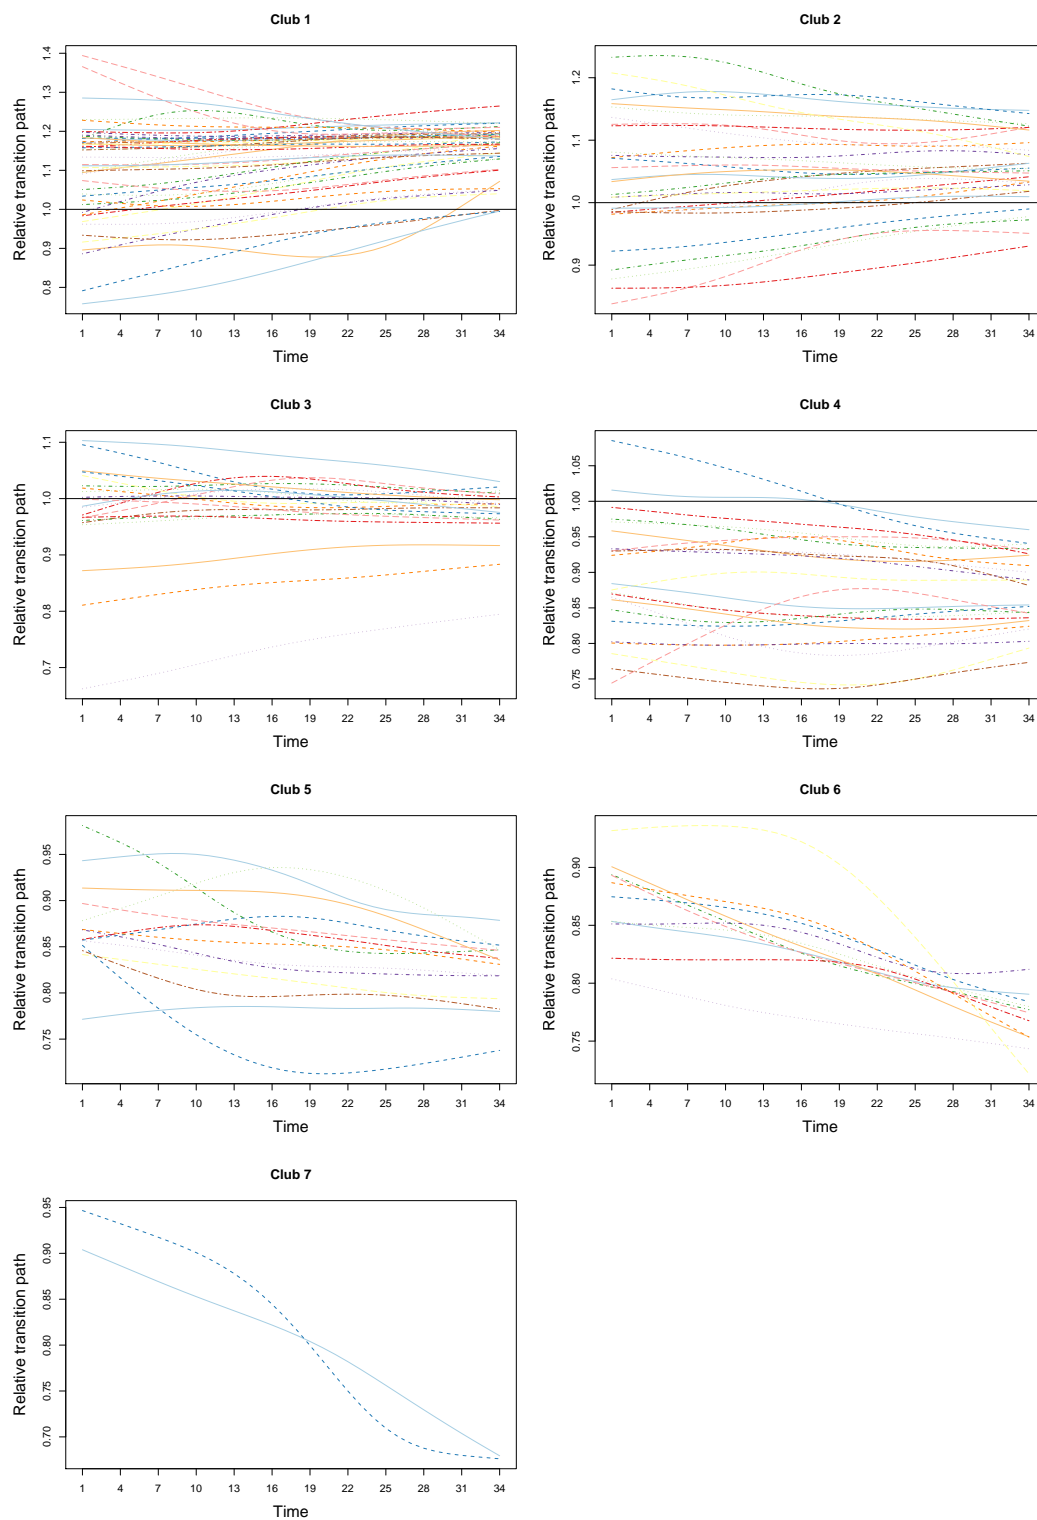 Club 1
Relative transition path
1.4
1.3
1.2
1.1
1.0
0.9
0.8
1 4 7 10 13 16 19 22 25 28 31 34
Time
Club 2
Relative transition path
1.2
1.1
1.0
0.9
1 4 7 10 13 16 19 22 25 28 31 34
Time
Club 3
Relative transition path
1.1
1.0
0.9
0.8
0.7
1 4 7 10 13 16 19 22 25 28 31 34
Time
Club 4
Relative transition path
1.05
1.00
0.95
0.90
0.85
0.80
0.75
1 4 7 10 13 16 19 22 25 28 31 34
Time
Club 5
Relative transition path
0.95
0.90
0.85
0.80
0.75
1 4 7 10 13 16 19 22 25 28 31 34
Time
Club 6
Relative transition path
0.90
0.85
0.80
0.75
1 4 7 10 13 16 19 22 25 28 31 34
Time
Club 7
Relative transition path
0.95
0.90
0.85
0.80
0.75
0.70
1 4 7 10 13 16 19 22 25 28 31 34
Time